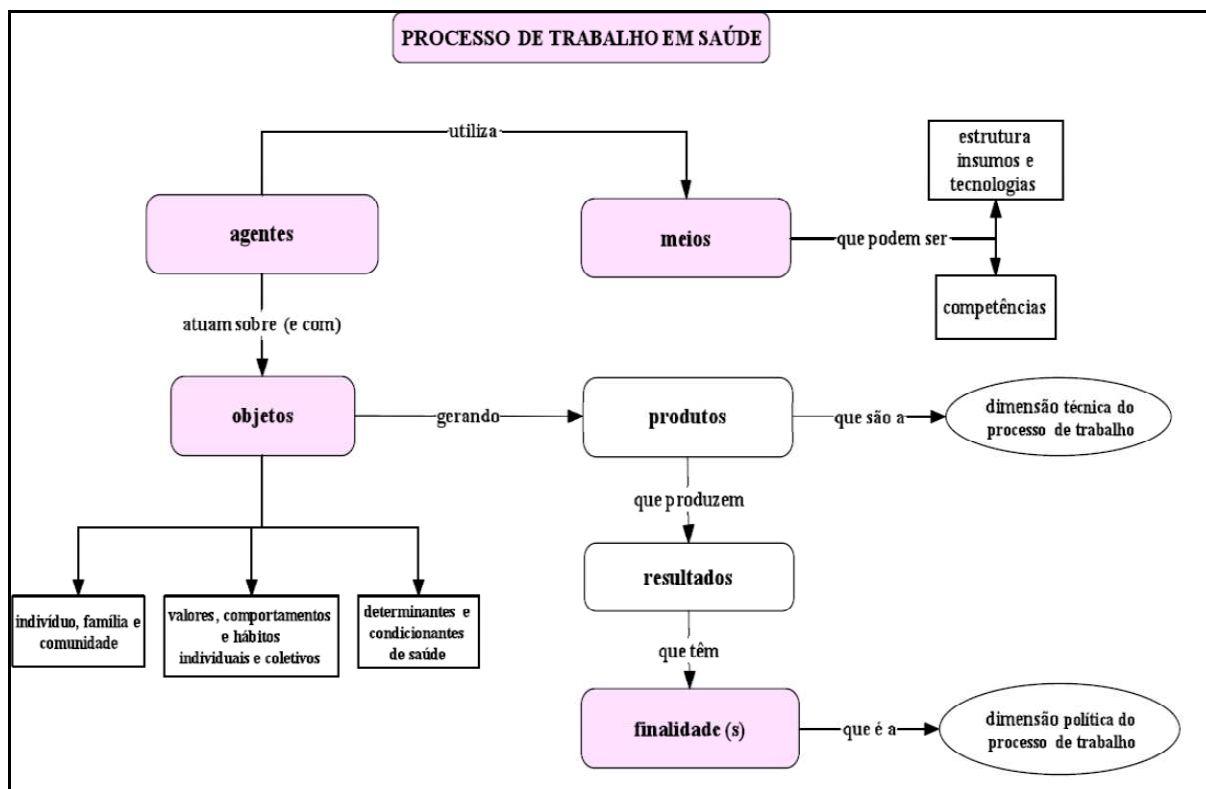 PROCESSO DE TRABALHO EM SAÚDE
utiliza
estrutura
insumos e
tecnologias
agentes
meios
que podem ser
atuam sobre (e com)
competências
objetos
gerando
produtos
que são a
dimensão técnica do
processo de trabalho
que produzem
resultados
indivíduo, família e
comunidade
valores, comportamentos
e hábitos
individuais e coletivos
determinantes e
condicionantes
de saúde
que têm
finalidade (s)
que é a
dimensão política do
processo de trabalho